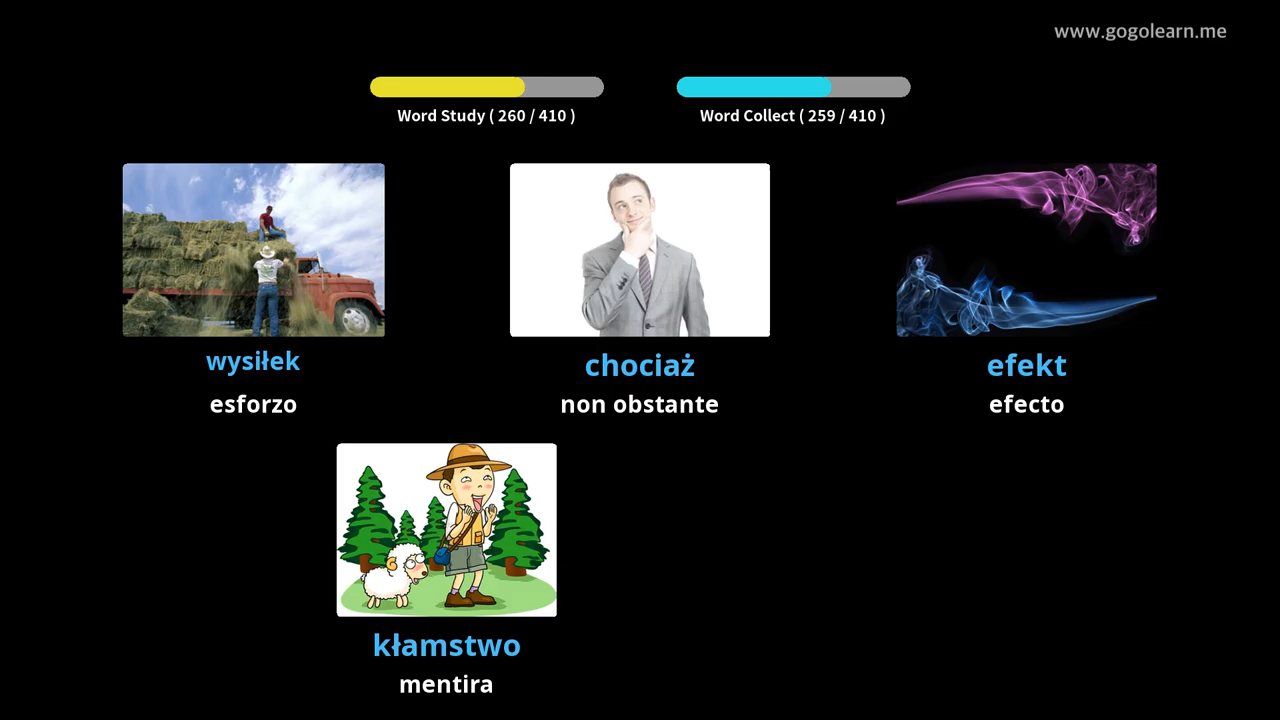 www.gogolearn.me
Word Study ( 260 / 410 )
Word Collect ( 259 / 410 )
wysiłek
esforzo
chociaż
non obstante
efekt
efecto
kłamstwo
mentira